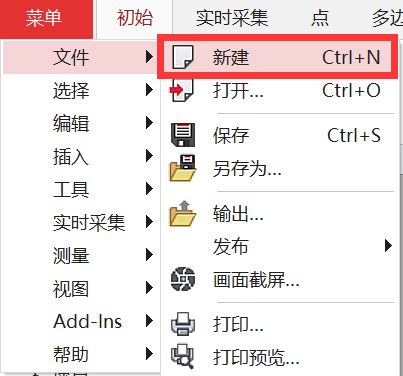 菜单 初始 实时采集 点 多边
文件 新建 Ctrl+N
选择 打开... Ctrl+O
编辑 保存 Ctrl+S
插入 另存为...
工具 输出...
实时采集 发布
测量 画面截屏...
视图 打印...
Add-Ins 打印预览...
帮助